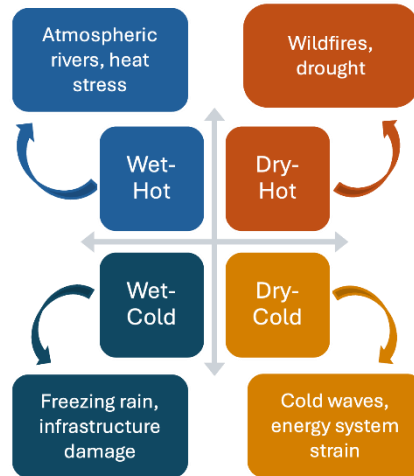 Atmospheric
rivers, heat
stress
Wildfires,
drought
Wet-
Hot
Dry-
Hot
Wet-
Cold
Dry-
Cold
Freezing rain,
infrastructure
damage
Cold waves,
energy system
strain